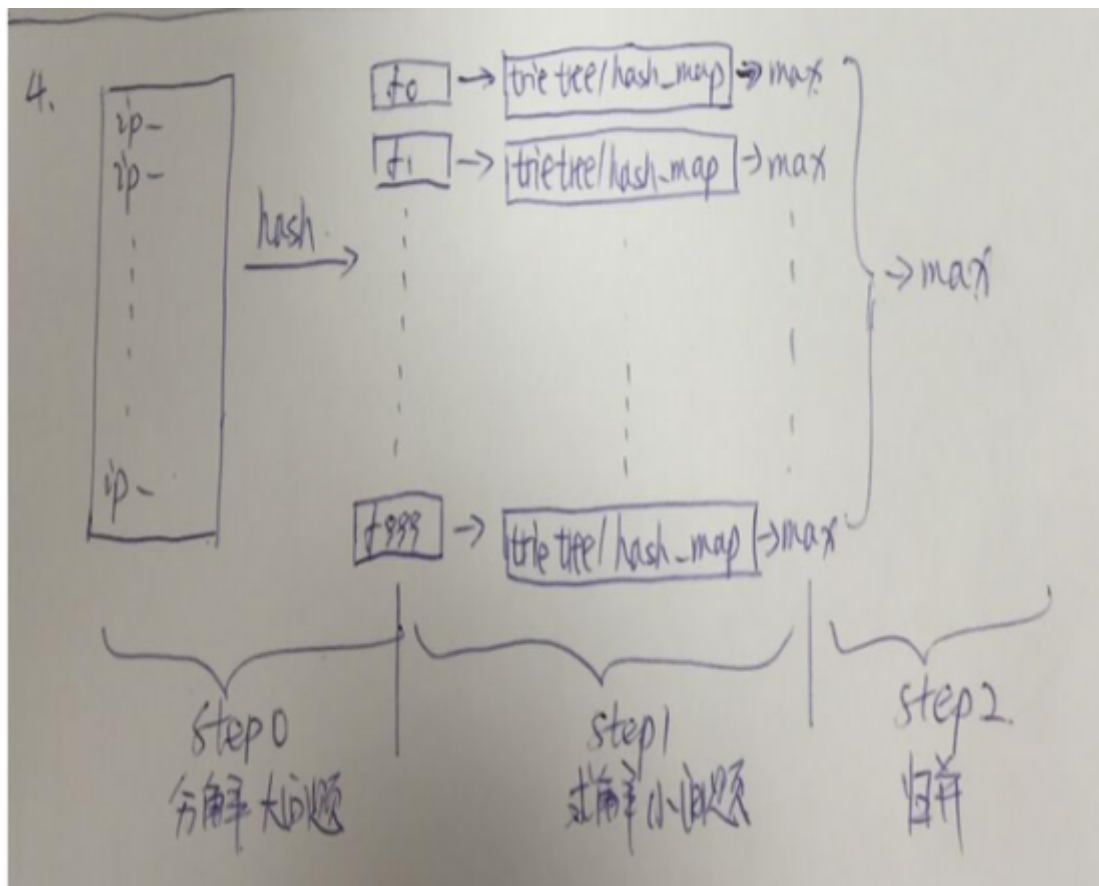 4.
ip-
ip-
ip-
hash
f0 → trie tree/hash_map → max
f1 → trie tree/hash_map → max
f999 → trie tree/hash_map → max
→ max
step0
分解大问题
step1
求解小问题
step2.
归并